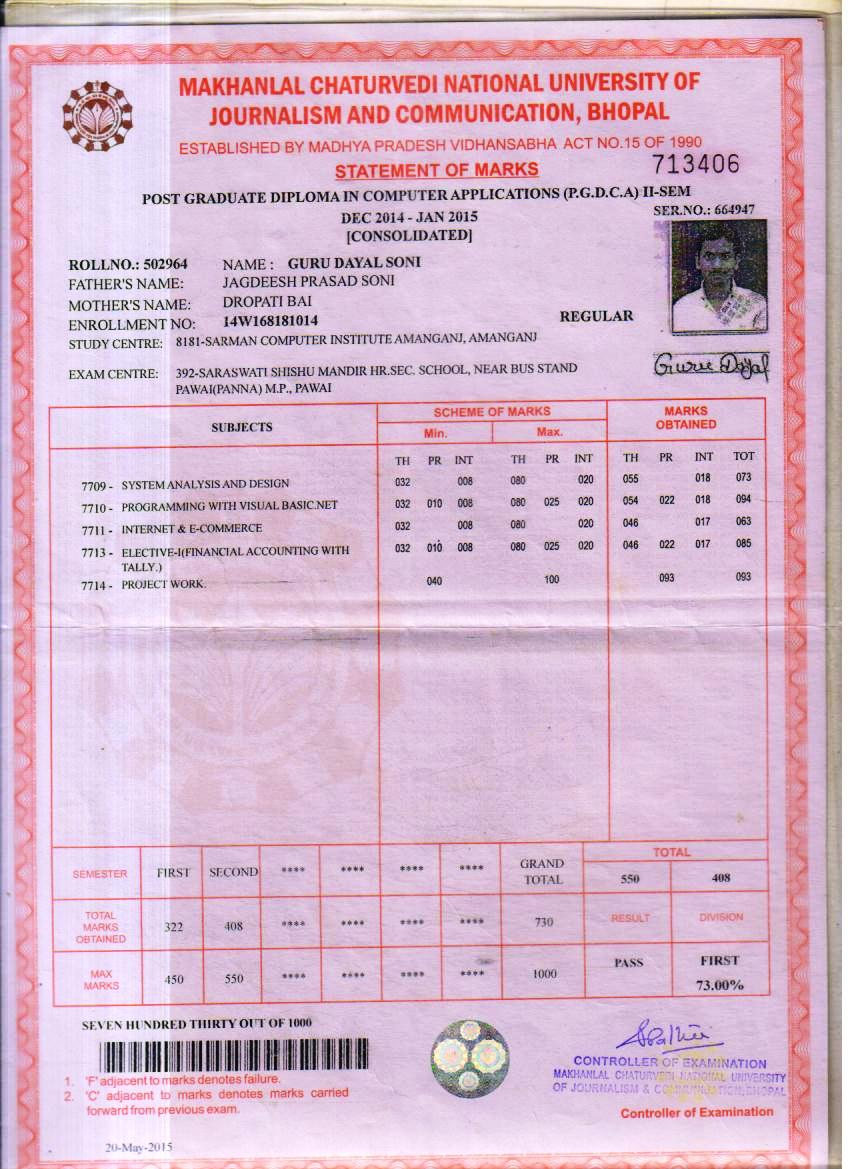 MAKHANLAL CHATURVEDI NATIONAL UNIVERSITY OF
JOURNALISM AND COMMUNICATION, BHOPAL
ESTABLISHED BY MADHYA PRADESH VIDHANSABHA ACT NO.15 OF 1990
STATEMENT OF MARKS 713406
POST GRADUATE DIPLOMA IN COMPUTER APPLICATIONS (P.G.D.C.A) II-SEM
SER.NO.: 664947
DEC 2014 - JAN 2015
[CONSOLIDATED]
ROLLNO.: 502964 NAME : GURU DAYAL SONI
FATHER'S NAME: JAGDEESH PRASAD SONI
MOTHER'S NAME: DROPATI BAI
ENROLLMENT NO: 14W168181014 REGULAR
STUDY CENTRE: 8181-SARMAN COMPUTER INSTITUTE AMANGANJ, AMANGANJ
EXAM CENTRE: 392-SARASWATI SHISHU MANDIR HR.SEC. SCHOOL, NEAR BUS STAND
PAWAI(PANNA) M.P., PAWAI
Guru Dayal
SUBJECTS SCHEME OF MARKS MARKS OBTAINED
Min. Max.
TH PR INT TH PR INT TH PR INT TOT
7709 - SYSTEM ANALYSIS AND DESIGN 032 008 080 020 055 018 073
7710 - PROGRAMMING WITH VISUAL BASIC.NET 032 010 008 080 025 020 054 022 018 094
7711 - INTERNET & E-COMMERCE 032 008 080 020 046 017 063
7713 - ELECTIVE-I(FINANCIAL ACCOUNTING WITH 032 010 008 080 025 020 046 022 017 085
TALLY.)
7714 - PROJECT WORK. 040 100 093 093
SEMESTER FIRST SECOND **** **** **** **** GRAND TOTAL TOTAL
550 408
TOTAL MARKS OBTAINED 322 408 **** **** **** **** 730 RESULT DIVISION
MAX MARKS 450 550 **** **** **** **** 1000 PASS FIRST
73.00%
SEVEN HUNDRED THIRTY OUT OF 1000
1. 'F' adjacent to marks denotes failure.
2. 'C' adjacent to marks denotes marks carried
forward from previous exam.
CONTROLLER OF EXAMINATION
MAKHANLAL CHATURVEDI NATIONAL UNIVERSITY
OF JOURNALISM & COMMUNICATION, BHOPAL
Controller of Examination
20-May-2015